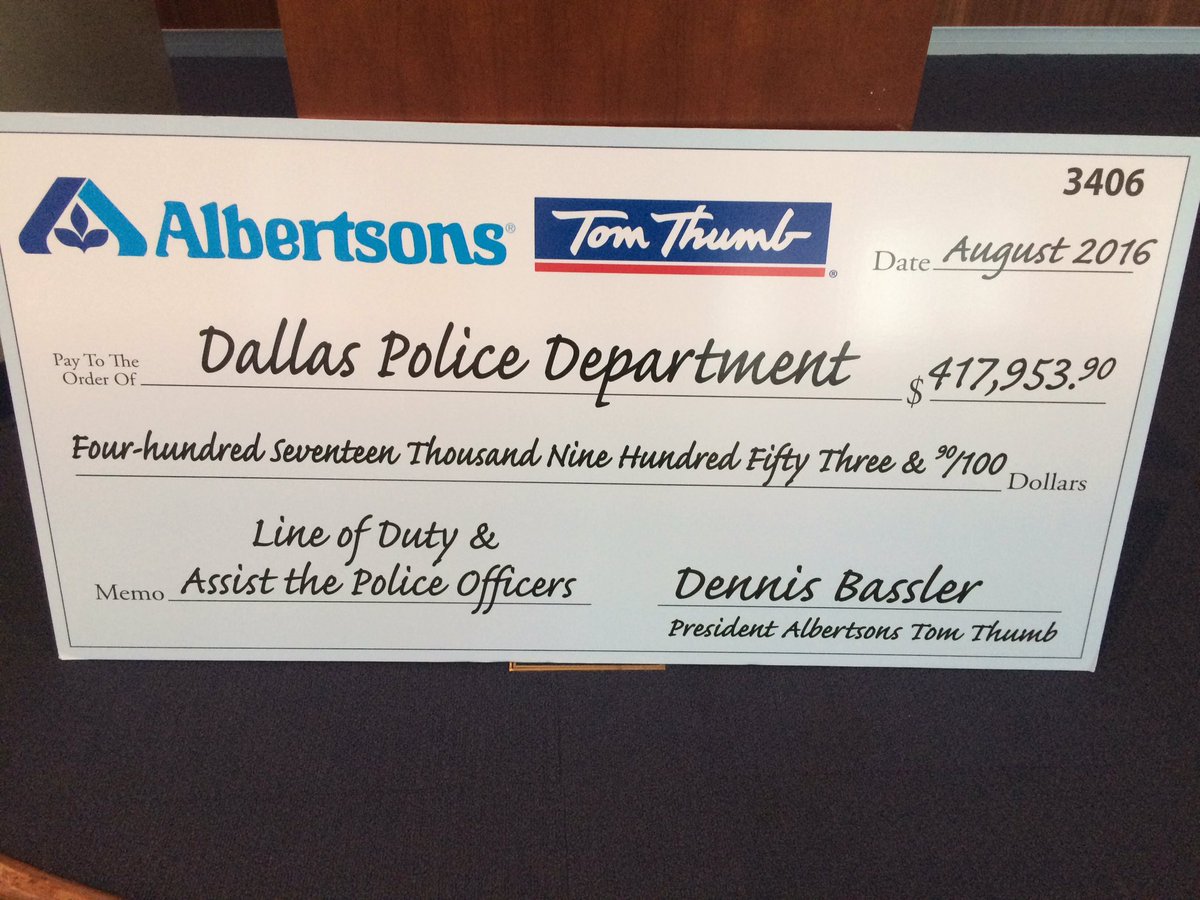 3406
Albertsons®
Tom Thumb®
Date August 2016
Pay To The
Order Of Dallas Police Department $ 417,953.90
Four-hundred Seventeen Thousand Nine Hundred Fifty Three & 90/100 Dollars
Line of Duty &
Memo Assist the Police Officers
Dennis Bassler
President Albertsons Tom Thumb